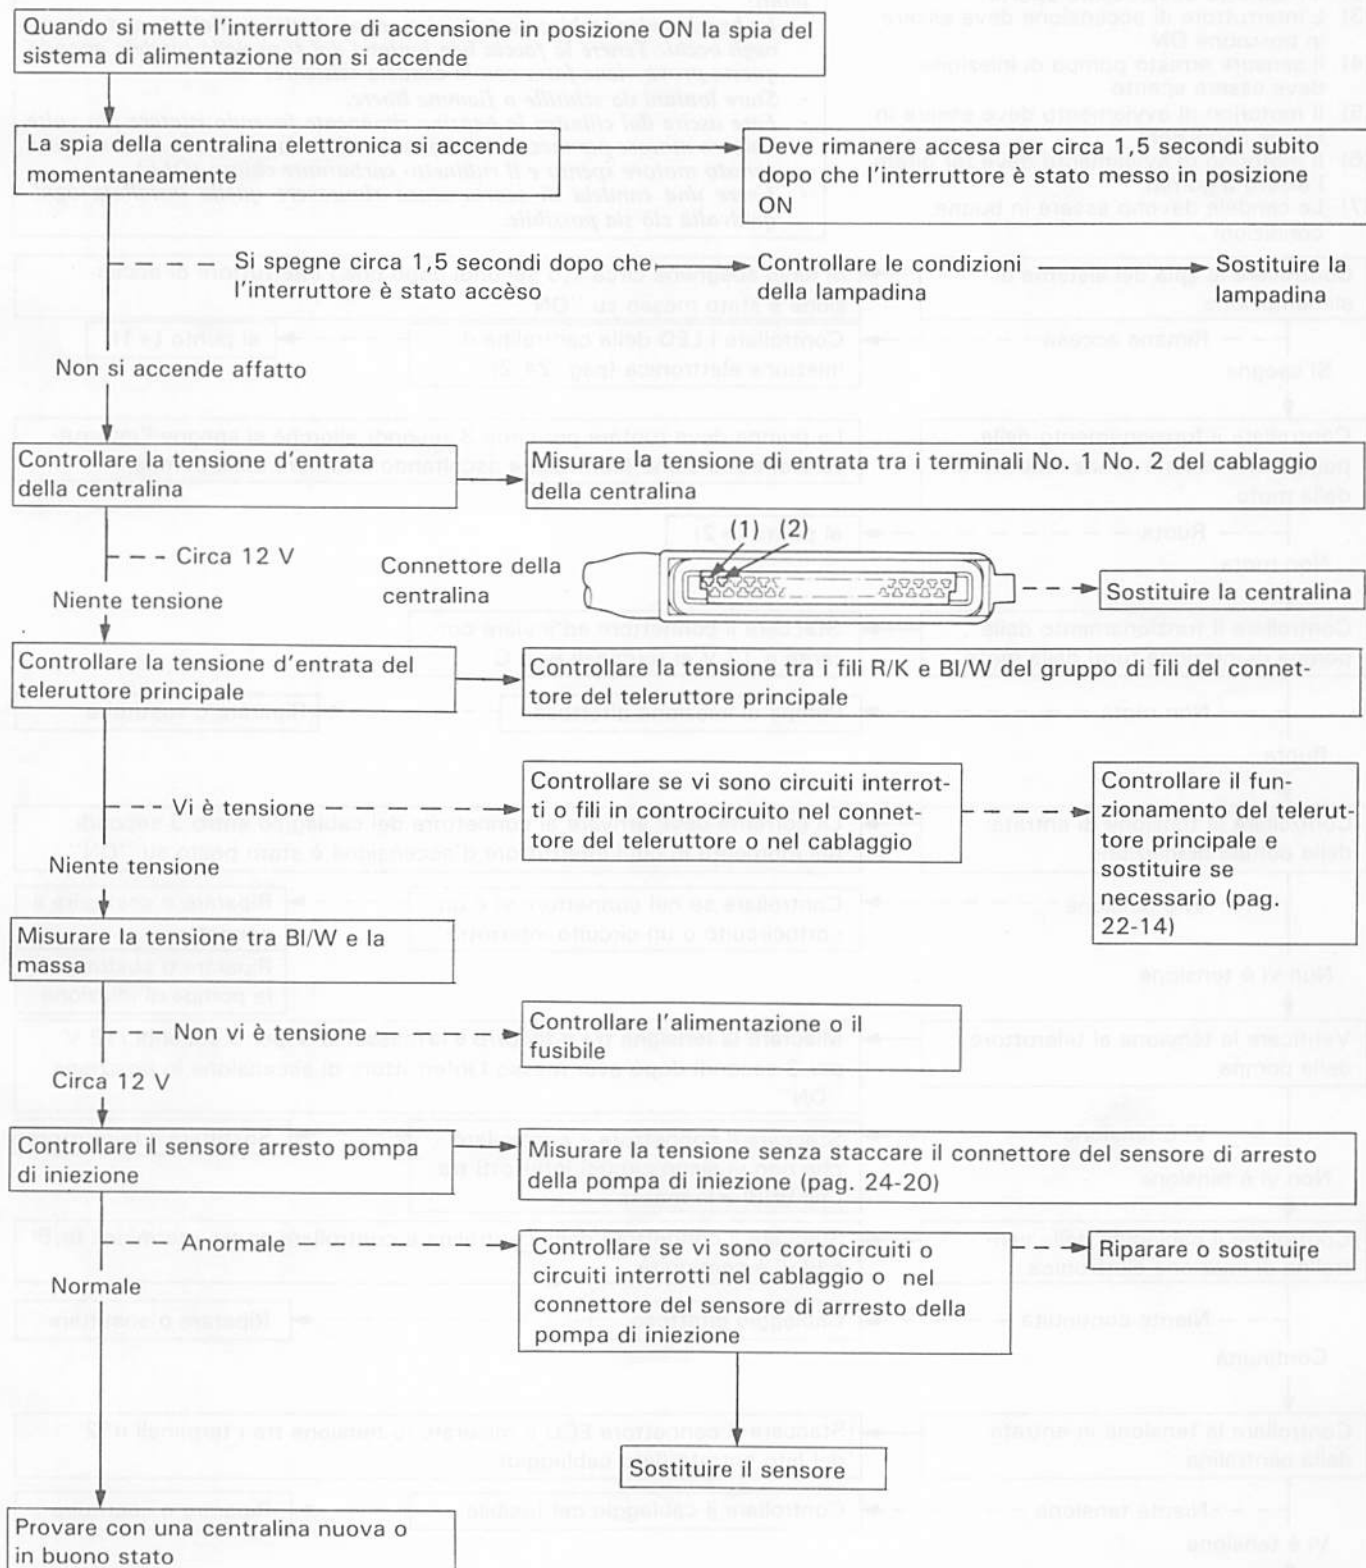 Quando si mette l'interruttore di accensione in posizione ON la spia del
sistema di alimentazione non si accende
La spia della centralina elettronica si accende
momentaneamente
Deve rimanere accesa per circa 1,5 secondi subito
dopo che l'interruttore è stato messo in posizione
ON
Si spegne circa 1,5 secondi dopo che
l'interruttore è stato accèso
Controllare le condizioni
della lampadina
Sostituire la
lampadina
Non si accende affatto
Controllare la tensione d'entrata
della centralina
Misurare la tensione di entrata tra i terminali No. 1 No. 2 del cablaggio
della centralina
Circa 12 V
(1) (2)
Connettore della
centralina
Sostituire la centralina
Niente tensione
Controllare la tensione d'entrata del
teleruttore principale
Controllare la tensione tra i fili R/K e BI/W del gruppo di fili del connet-
tore del teleruttore principale
Vi è tensione
Controllare se vi sono circuiti interrot-
ti o fili in controcircuito nel connet-
tore del teleruttore o nel cablaggio
Controllare il fun-
zionamento del telerut-
tore principale e
sostituire se
necessario (pag.
22-14)
Niente tensione
Misurare la tensione tra BI/W e la
massa
Non vi è tensione
Controllare l'alimentazione o il
fusibile
Circa 12 V
Controllare il sensore arresto pompa
di iniezione
Misurare la tensione senza staccare il connettore del sensore di arresto
della pompa di iniezione (pag. 24-20)
Anormale
Controllare se vi sono cortocircuiti o
circuiti interrotti nel cablaggio o nel
connettore del sensore di arrresto della
pompa di iniezione
Riparare o sostituire
Normale
Sostituire il sensore
Provare con una centralina nuova o
in buono stato